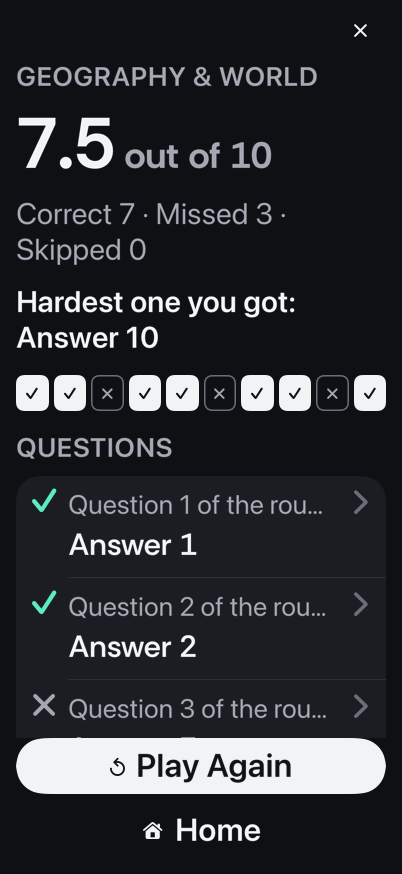 GEOGRAPHY & WORLD
7.5 out of 10
Correct 7 · Missed 3 ·
Skipped 0
Hardest one you got:
Answer 10
QUESTIONS
Question 1 of the rou...
Answer 1
Question 2 of the rou...
Answer 2
Question 3 of the rou...
Play Again
Home